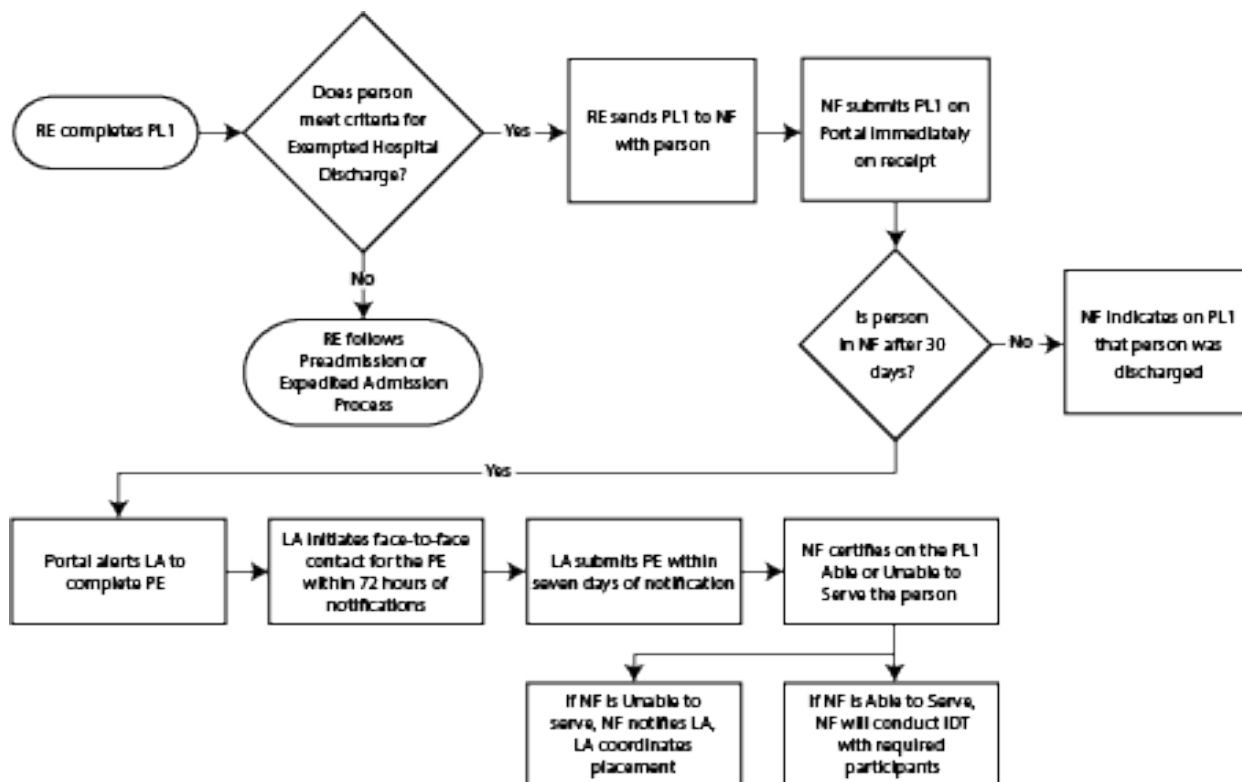 RE completes PL1
Does person
meet criteria for
Exempted Hospital
Discharge?
Yes
RE sends PL1 to NF
with person
NF submits PL1 on
Portal immediately
on receipt
No
RE follows
Preadmission or
Expedited Admission
Process
Is person
in NF after 30
days?
No
NF indicates on PL1
that person was
discharged
Yes
Portal alerts LA to
complete PE
LA initiates face-to-face
contact for the PE
within 72 hours of
notifications
LA submits PE within
seven days of notification
NF certifies on the PL1
Able or Unable to
Serve the person
If NF is Unable to
serve, NF notifies LA,
LA coordinates
placement
If NF is Able to Serve,
NF will conduct IDT
with required
participants